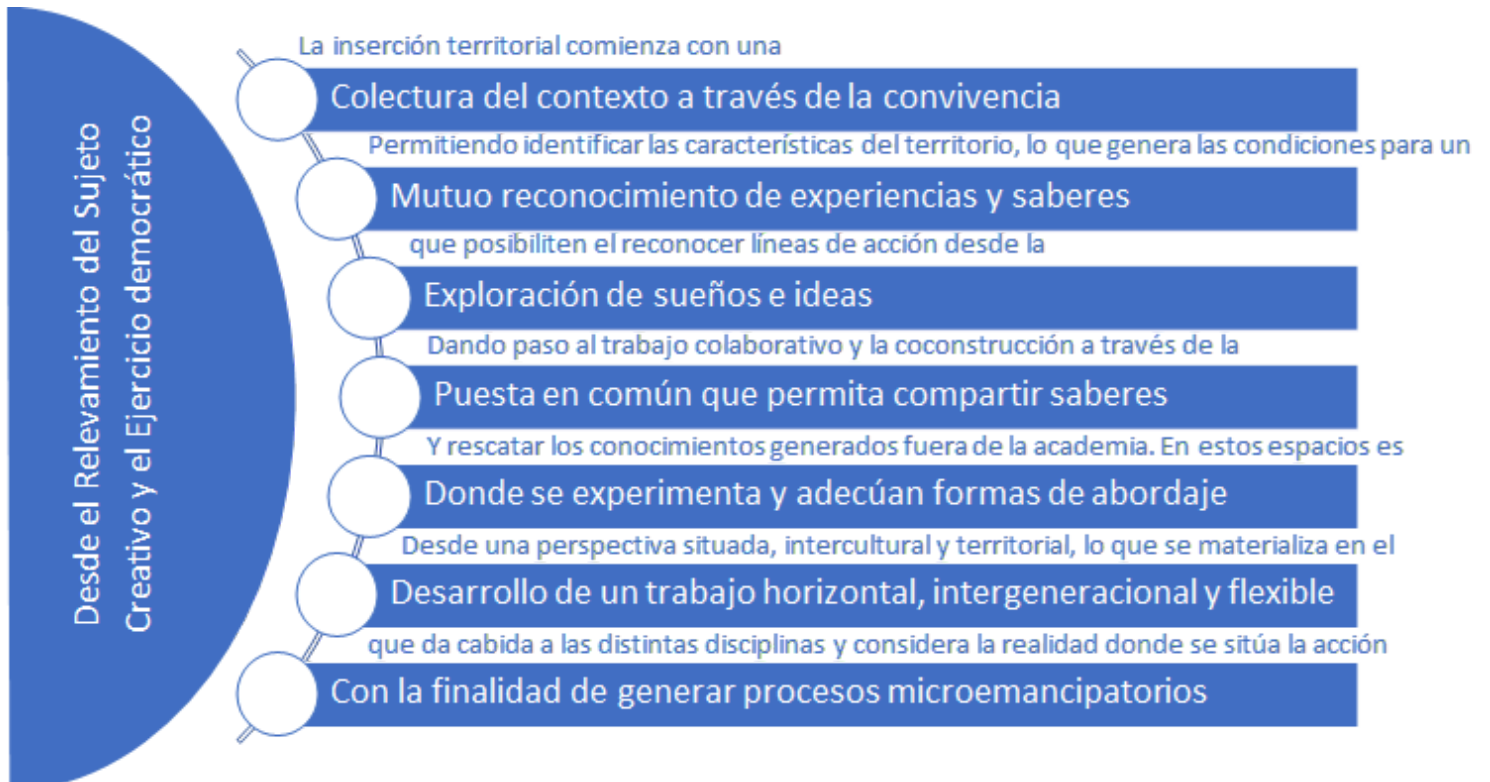 Desde el Relevamiento del Sujeto
Creativo y el Ejercicio democrático
La inserción territorial comienza con una
Colectura del contexto a través de la convivencia
Permitiendo identificar las características del territorio, lo que genera las condiciones para un
Mutuo reconocimiento de experiencias y saberes
que posibiliten el reconocer líneas de acción desde la
Exploración de sueños e ideas
Dando paso al trabajo colaborativo y la coconstrucción a través de la
Puesta en común que permita compartir saberes
Y rescatar los conocimientos generados fuera de la academia. En estos espacios es
Donde se experimenta y adecúan formas de abordaje
Desde una perspectiva situada, intercultural y territorial, lo que se materializa en el
Desarrollo de un trabajo horizontal, intergeneracional y flexible
que da cabida a las distintas disciplinas y considera la realidad donde se sitúa la acción
Con la finalidad de generar procesos microemancipatorios